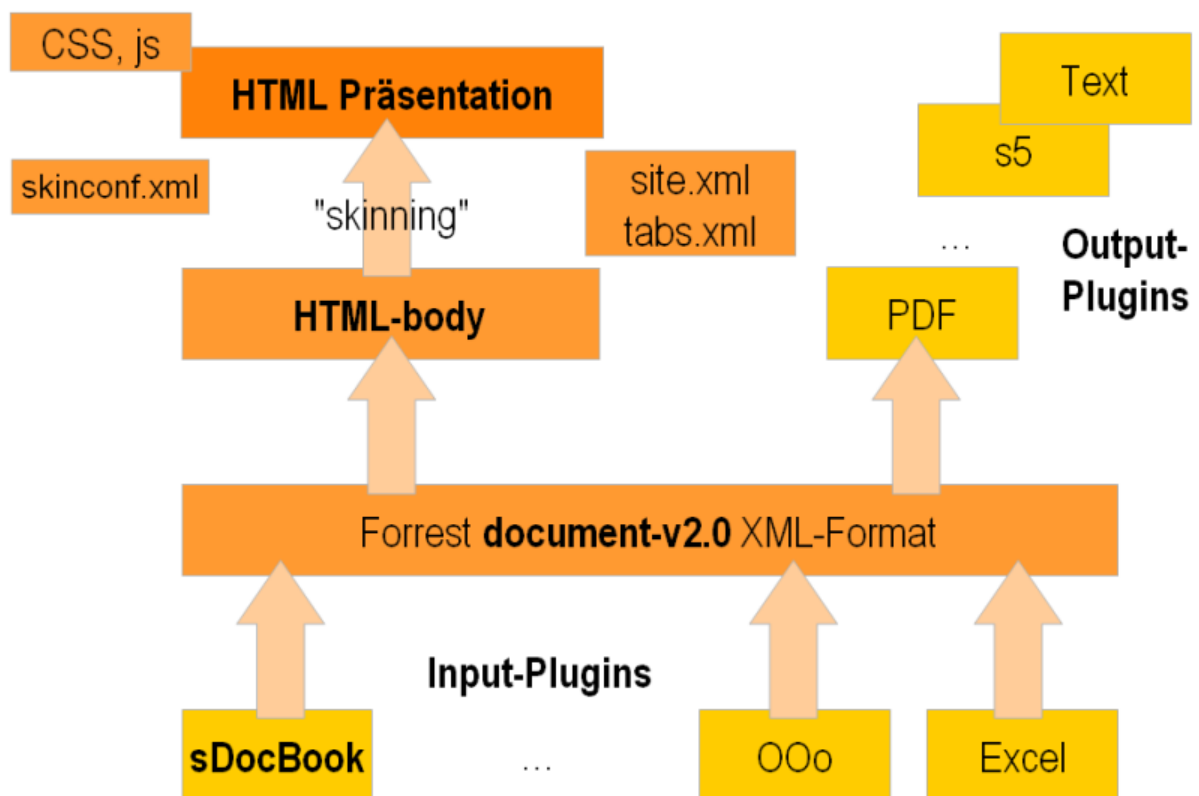 CSS, js
HTML Präsentation
Text
s5
skinconf.xml
"skinning"
site.xml
tabs.xml
...
Output-
Plugins
HTML-body
PDF
Forrest document-v2.0 XML-Format
Input-Plugins
sDocBook
...
OOo
Excel